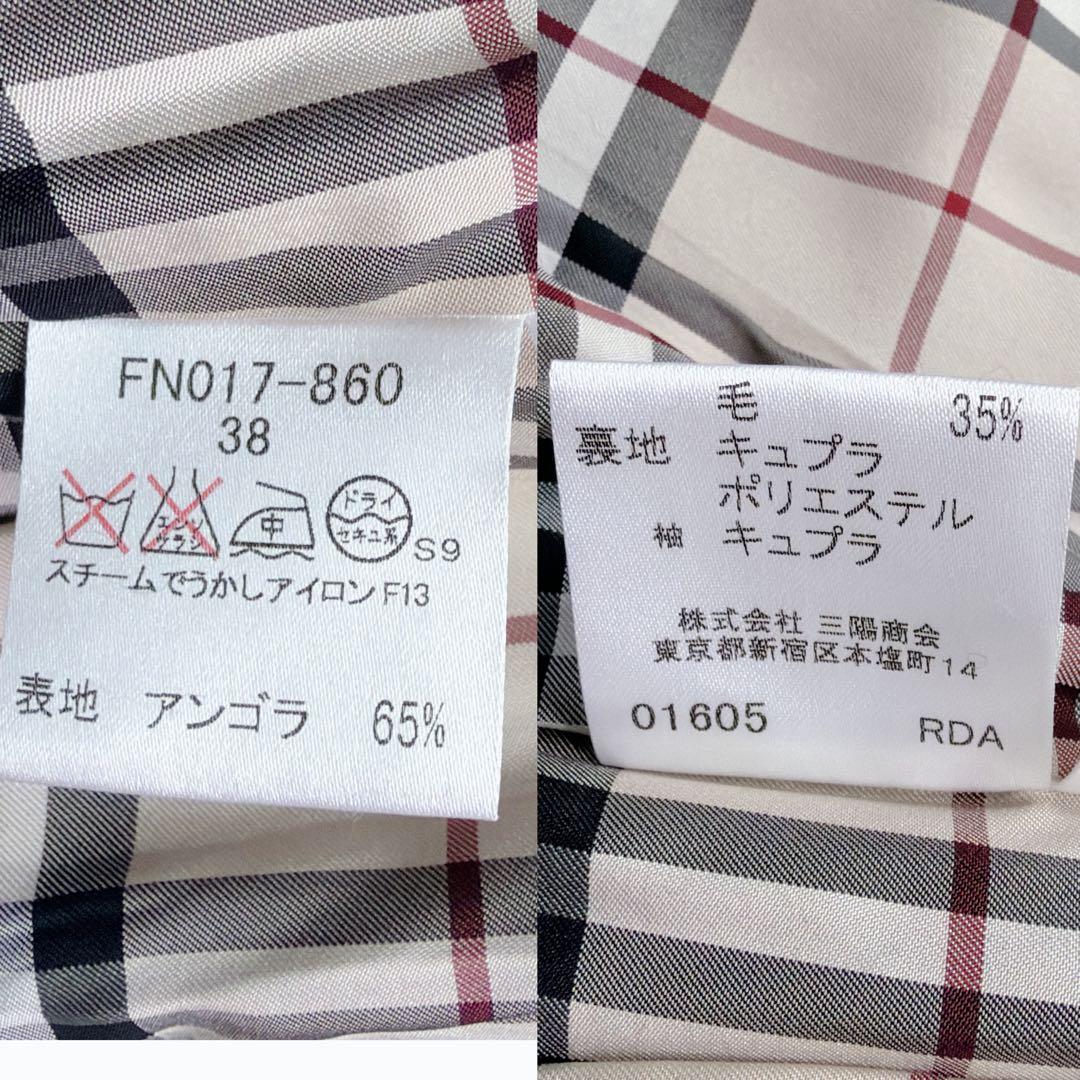 FN017-860
38
エンソ
サラシ
中
ドライ
セキユ系
S9
スチームでうかしアイロンF13
表地 アンゴラ 65%
毛 35%
裏地 キュプラ
ポリエステル
袖 キュプラ
株式会社 三陽商会
東京都新宿区本塩町14
01605 RDA